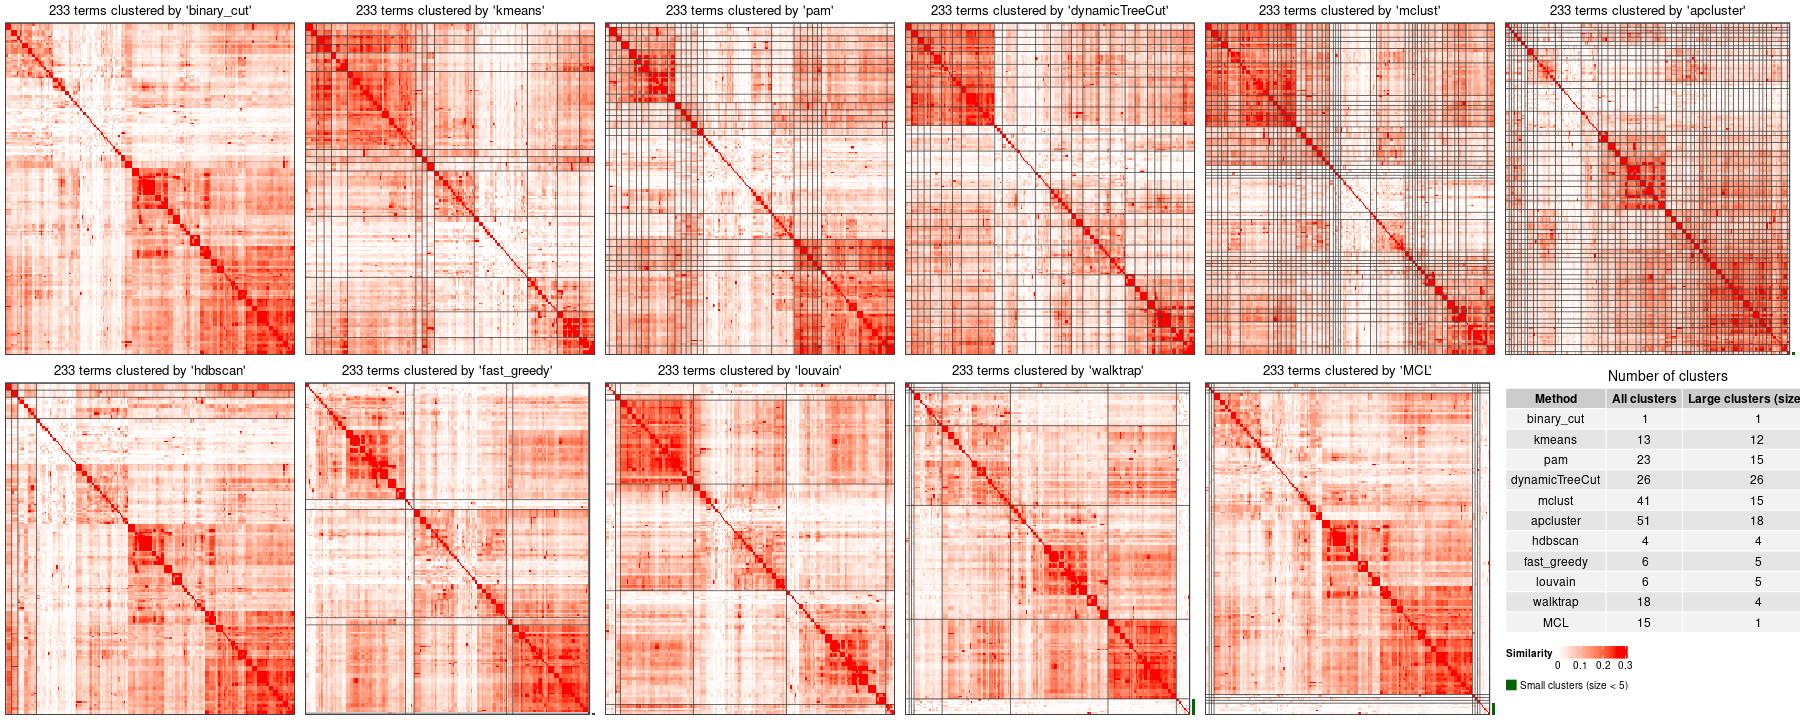 233 terms clustered by 'binary_cut'
233 terms clustered by 'kmeans'
233 terms clustered by 'pam'
233 terms clustered by 'dynamicTreeCut'
233 terms clustered by 'mclust'
233 terms clustered by 'apcluster'
233 terms clustered by 'hdbscan'
233 terms clustered by 'fast_greedy'
233 terms clustered by 'louvain'
233 terms clustered by 'walktrap'
233 terms clustered by 'MCL'
Number of clusters
Method All clusters Large clusters (size
binary_cut 1 1
kmeans 13 12
pam 23 15
dynamicTreeCut 26 26
mclust 41 15
apcluster 51 18
hdbscan 4 4
fast_greedy 6 5
louvain 6 5
walktrap 18 4
MCL 15 1
Similarity
0 0.1 0.2 0.3
Small clusters (size < 5)